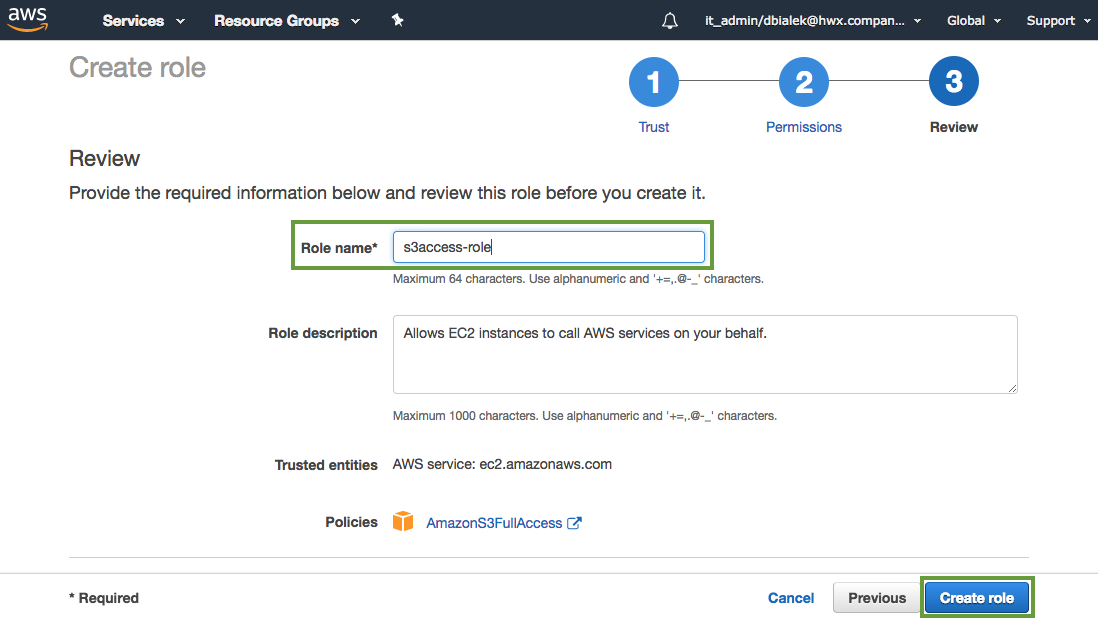 aws
Services
Resource Groups
it_admin/dbialek@hwx.compan...
Global
Support
Create role
1
2
3
Trust
Permissions
Review
Review
Provide the required information below and review this role before you create it.
Role name*
s3access-role
Maximum 64 characters. Use alphanumeric and '+=,.@-_' characters.
Role description
Allows EC2 instances to call AWS services on your behalf.
Maximum 1000 characters. Use alphanumeric and '+=,.@-_' characters.
Trusted entities
AWS service: ec2.amazonaws.com
Policies
AmazonS3FullAccess
* Required
Cancel
Previous
Create role